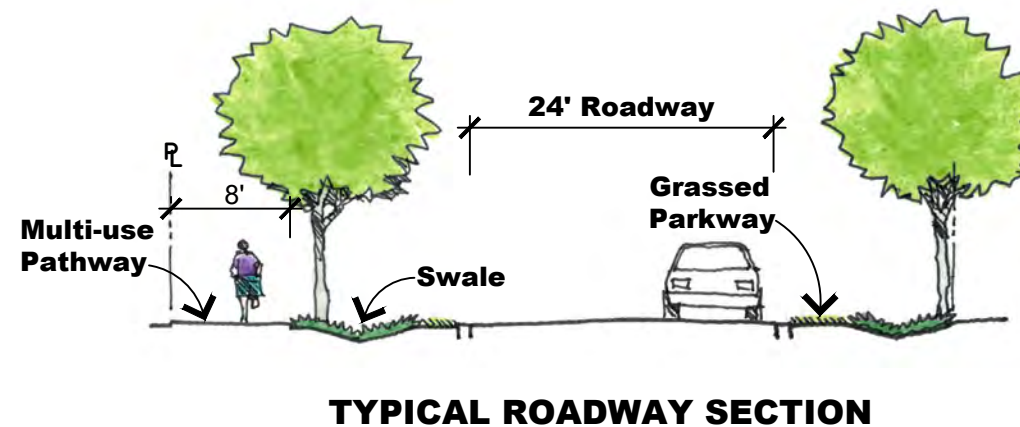 24' Roadway
PL
8'
Grassed
Parkway
Multi-use
Pathway
Swale
TYPICAL ROADWAY SECTION